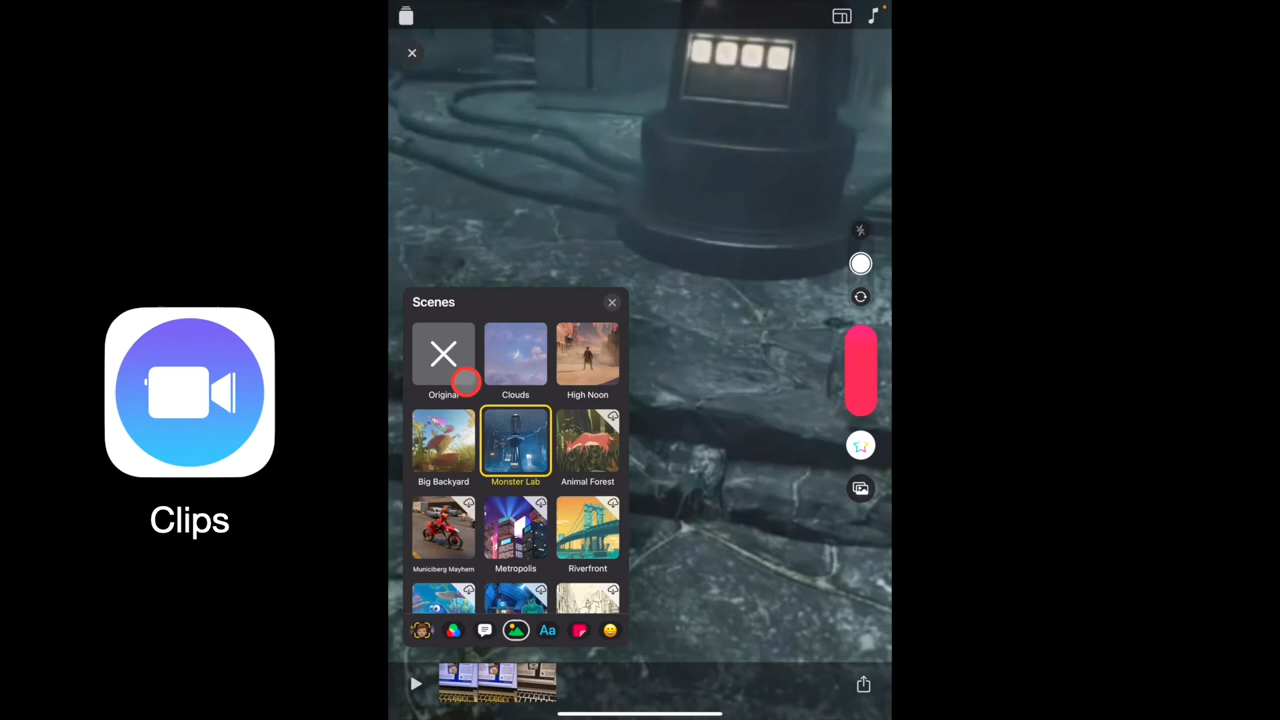 Scenes
Original
Clouds
High Noon
Big Backyard
Monster Lab
Animal Forest
Municiberg Mayhem
Metropolis
Riverfront
Aa
Clips